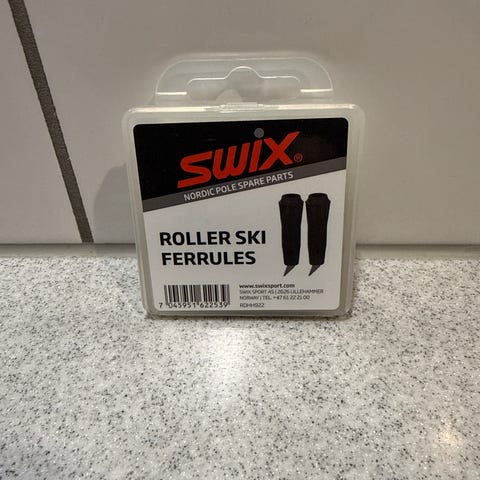 SWIX®
NORDIC POLE SPARE PARTS
ROLLER SKI
FERRULES
www.swixsport.com
SWIX SPORT AS | 2626 LILLEHAMMER
NORWAY | TEL. +47 61 22 21 00
RDHH922
7 045951 622539